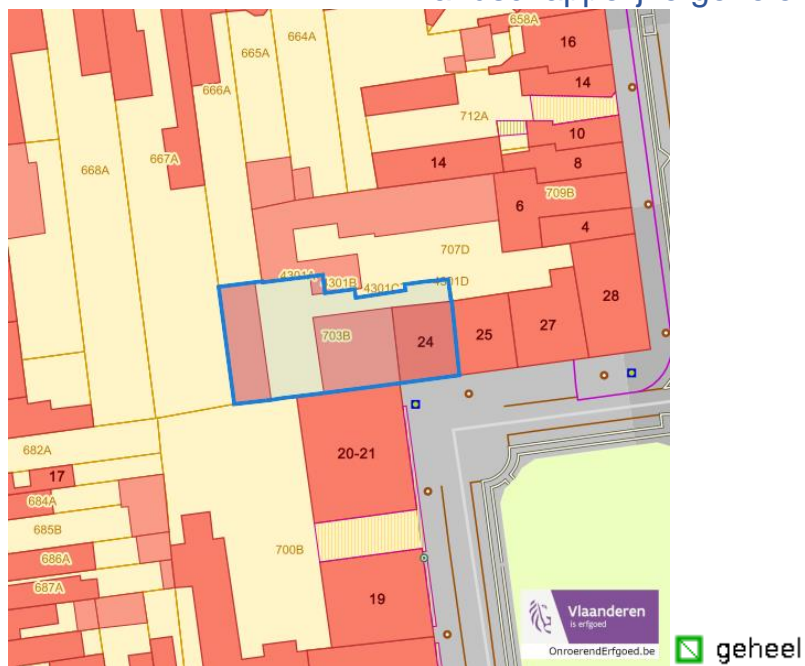 658A
664A
16
665A
14
666A
712A
10
667A
14
8
668A
709B
6
4
707D
4301A
4301B
4301C
4301D
28
703B
24
25
27
682A
20-21
17
684A
685B
700B
686A
687A
19
Vlaanderen
is erfgoed
OnroerendErfgoed.be
geheel